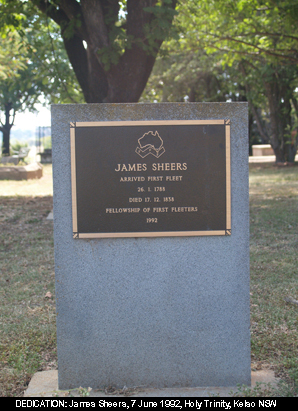 JAMES SHEERS
ARRIVED FIRST FLEET
26. 1. 1788
DIED 17. 12. 1858
FELLOWSHIP OF FIRST FLEETERS
1992
DEDICATION: James Sheers, 7 June 1992, Holy Trinity, Kelso NSW